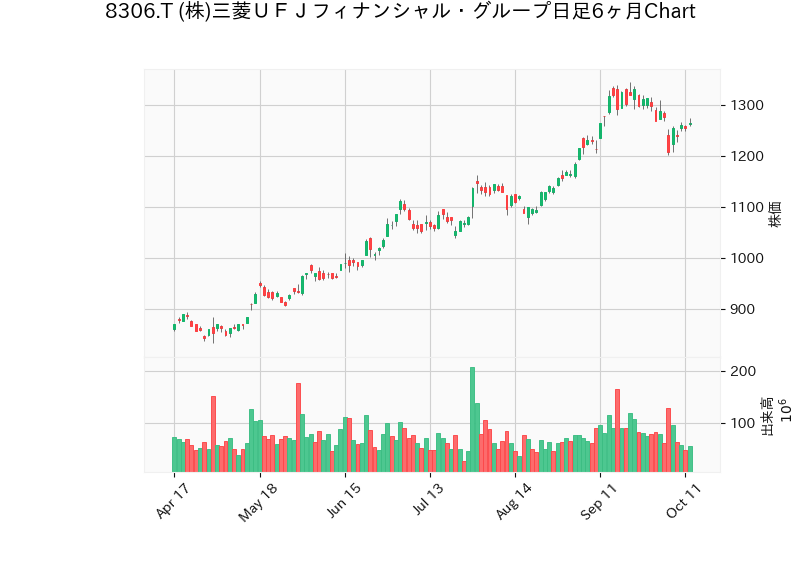 8306.T (株)三菱ＵＦＪフィナンシャル・グループ日足6ヶ月Chart
1300
1200
1100
1000
900
株価
200
100
出来高
10⁶
Apr 17
May 18
Jun 15
Jul 13
Aug 14
Sep 11
Oct 11